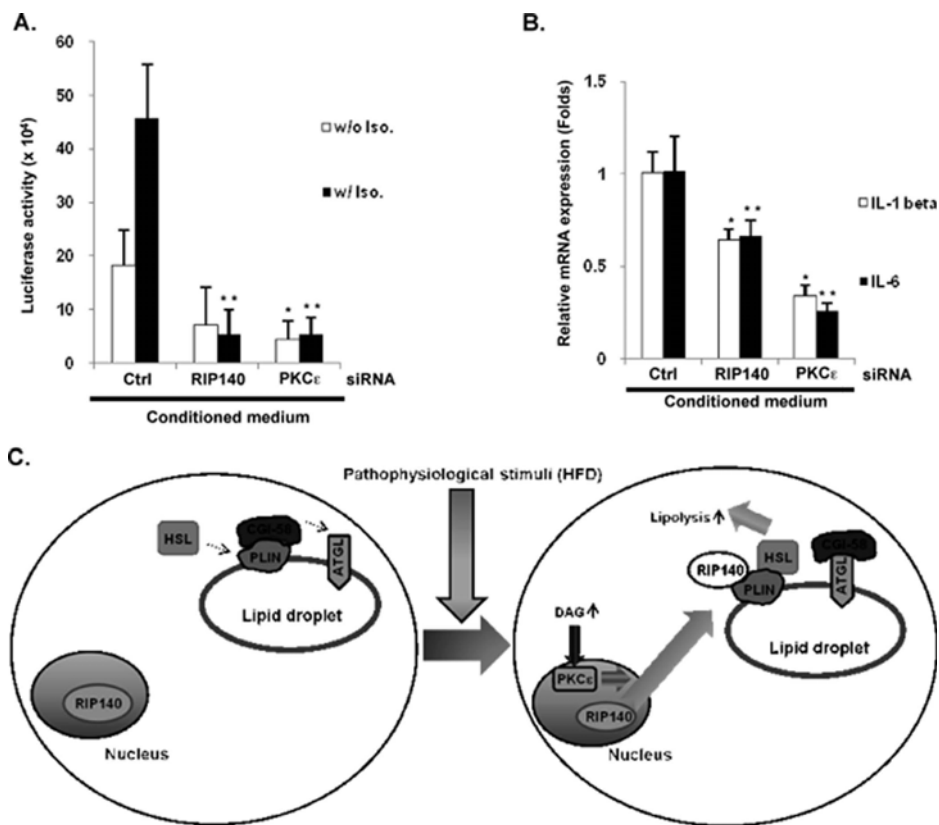 A.
Luciferase activity (x 10⁴)
60
50
40
30
20
10
0
w/o Iso.
w/ Iso.
**
*
**
Ctrl RIP140 PKCε siRNA
Conditioned medium
B.
Relative mRNA expression (Folds)
1.5
1
0.5
0
IL-1 beta
IL-6
*
**
*
**
Ctrl RIP140 PKCε siRNA
Conditioned medium
C.
Pathophysiological stimuli (HFD)
HSL
CGI-58
PLIN
ATGL
Lipid droplet
RIP140
Nucleus
Lipolysis
RIP140
HSL
PLIN
CGI-58
ATGL
Lipid droplet
DAG
PKCε
RIP140
Nucleus